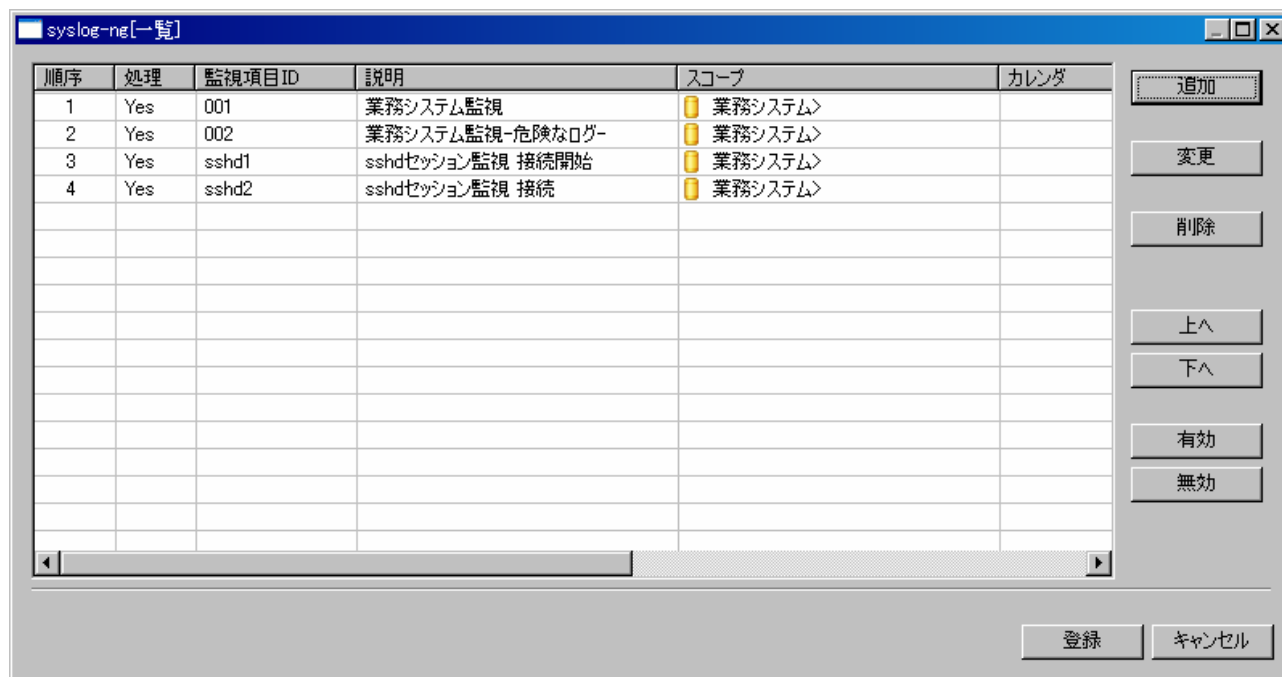 syslog-ng[一覧]
順序 処理 監視項目ID 説明 スコープ カレンダ
1 Yes 001 業務システム監視 業務システム>
2 Yes 002 業務システム監視-危険なログ- 業務システム>
3 Yes sshd1 sshdセッション監視 接続開始 業務システム>
4 Yes sshd2 sshdセッション監視 接続 業務システム>
追加
変更
削除
上へ
下へ
有効
無効
登録 キャンセル